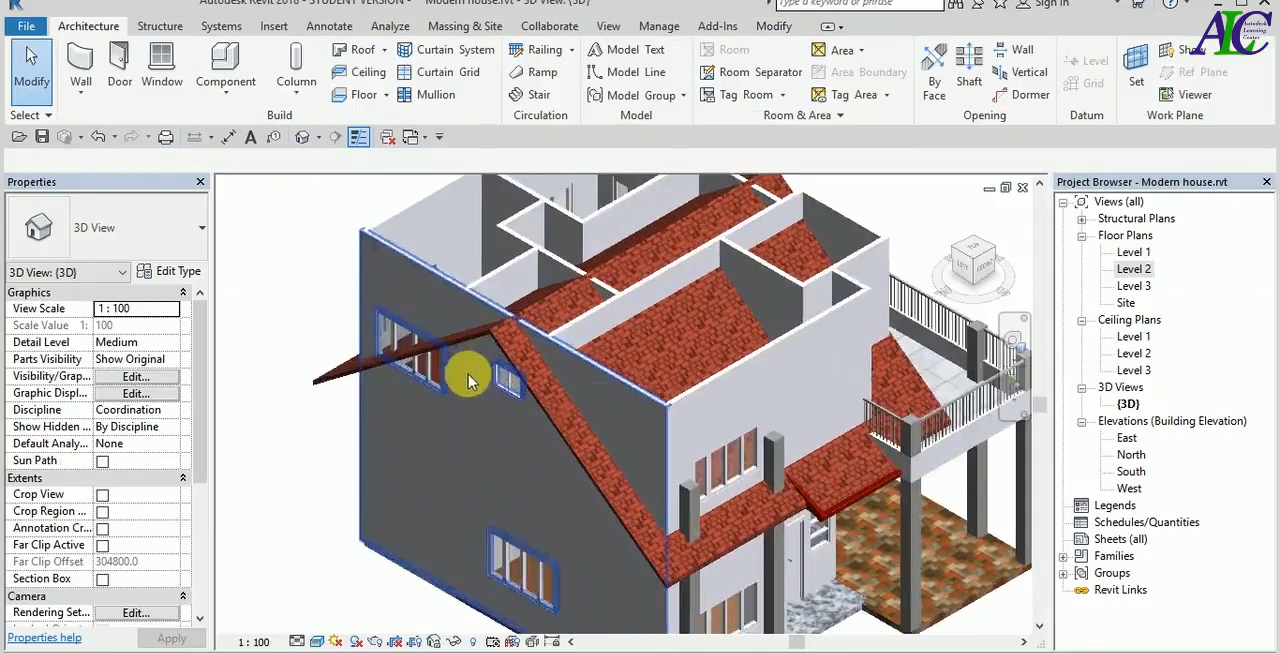 Autodesk Revit 2018 - STUDENT VERSION - Modern house.rvt - 3D View: {3D}
Type a keyword or phrase
Sign In
ALC
Autodesk Learning Center
File Architecture Structure Systems Insert Annotate Analyze Massing & Site Collaborate View Manage Add-Ins Modify
Modify
Wall
Door
Window
Component
Column
Roof
Ceiling
Floor
Curtain System
Curtain Grid
Mullion
Railing
Ramp
Stair
Model Text
Model Line
Model Group
Room
Room Separator
Tag Room
Area
Area Boundary
Tag Area
By Face
Shaft
Wall
Vertical
Dormer
Level
Grid
Set
Show
Ref Plane
Viewer
Select Build Circulation Model Room & Area Opening Datum Work Plane
Properties
3D View
3D View: {3D} Edit Type
Graphics
View Scale 1 : 100
Scale Value 1: 100
Detail Level Medium
Parts Visibility Show Original
Visibility/Grap... Edit...
Graphic Displ... Edit...
Discipline Coordination
Show Hidden ... By Discipline
Default Analy... None
Sun Path
Extents
Crop View
Crop Region ...
Annotation Cr...
Far Clip Active
Far Clip Offset 304800.0
Section Box
Camera
Rendering Set... Edit...
Properties help Apply
TOP
LEFT FRONT
1 : 100
Project Browser - Modern house.rvt
Views (all)
Structural Plans
Floor Plans
Level 1
Level 2
Level 3
Site
Ceiling Plans
Level 1
Level 2
Level 3
3D Views
{3D}
Elevations (Building Elevation)
East
North
South
West
Legends
Schedules/Quantities
Sheets (all)
Families
Groups
Revit Links